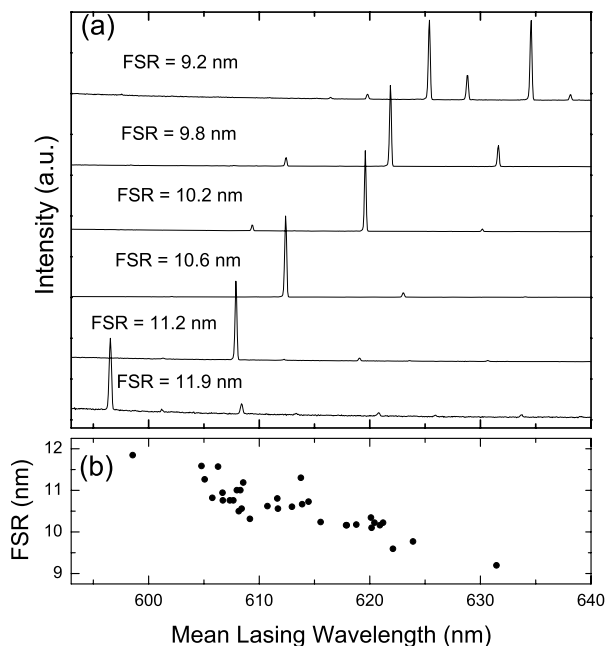 (a)
FSR = 9.2 nm
FSR = 9.8 nm
FSR = 10.2 nm
FSR = 10.6 nm
FSR = 11.2 nm
FSR = 11.9 nm
Intensity (a.u.)
(b)
12
11
10
9
FSR (nm)
600 610 620 630 640
Mean Lasing Wavelength (nm)